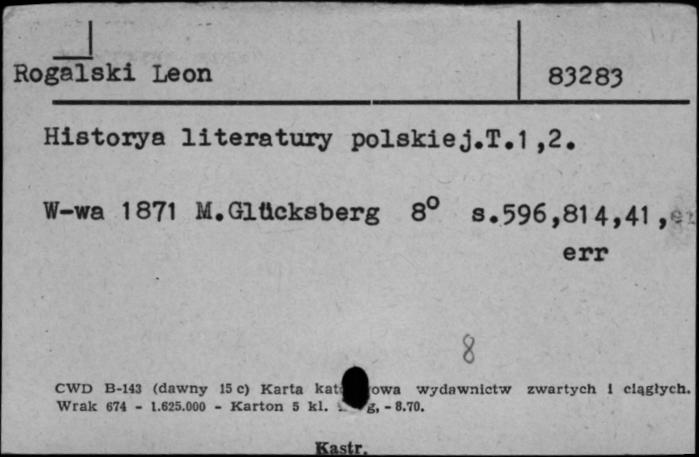 Rogalski Leon 83283
Historya literatury polskiej.T.1,2.
W-wa 1871 M.Glücksberg 8° s.596,814,41,
err
8
CWD B-143 (dawny 15 c) Karta kat owa wydawnictw zwartych i ciągłych.
Wrak 674 - 1.625.000 - Karton 5 kl. g, - 8.70.
Kastr.